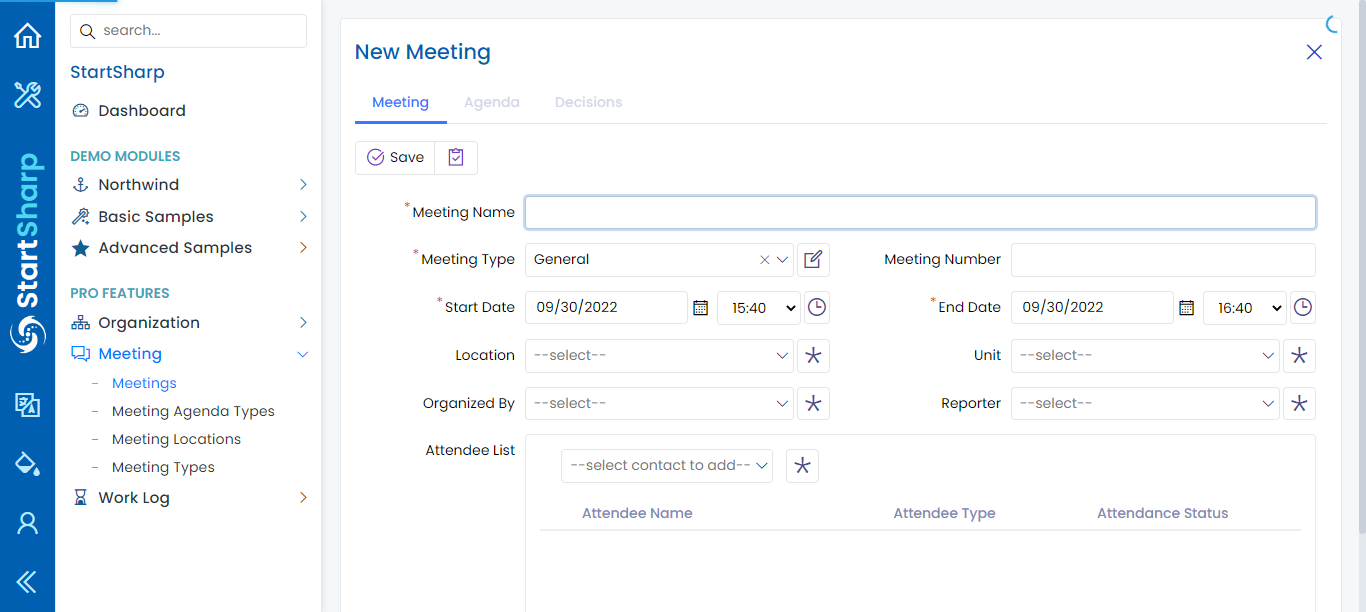 search...
StartSharp
Dashboard
DEMO MODULES
Northwind
Basic Samples
Advanced Samples
PRO FEATURES
Organization
Meeting
- Meetings
- Meeting Agenda Types
- Meeting Locations
- Meeting Types
Work Log
StartSharp
New Meeting
Meeting Agenda Decisions
Save
*Meeting Name
*Meeting Type General Meeting Number
*Start Date 09/30/2022 15:40 *End Date 09/30/2022 16:40
Location --select-- Unit --select--
Organized By --select-- Reporter --select--
Attendee List --select contact to add--
Attendee Name Attendee Type Attendance Status